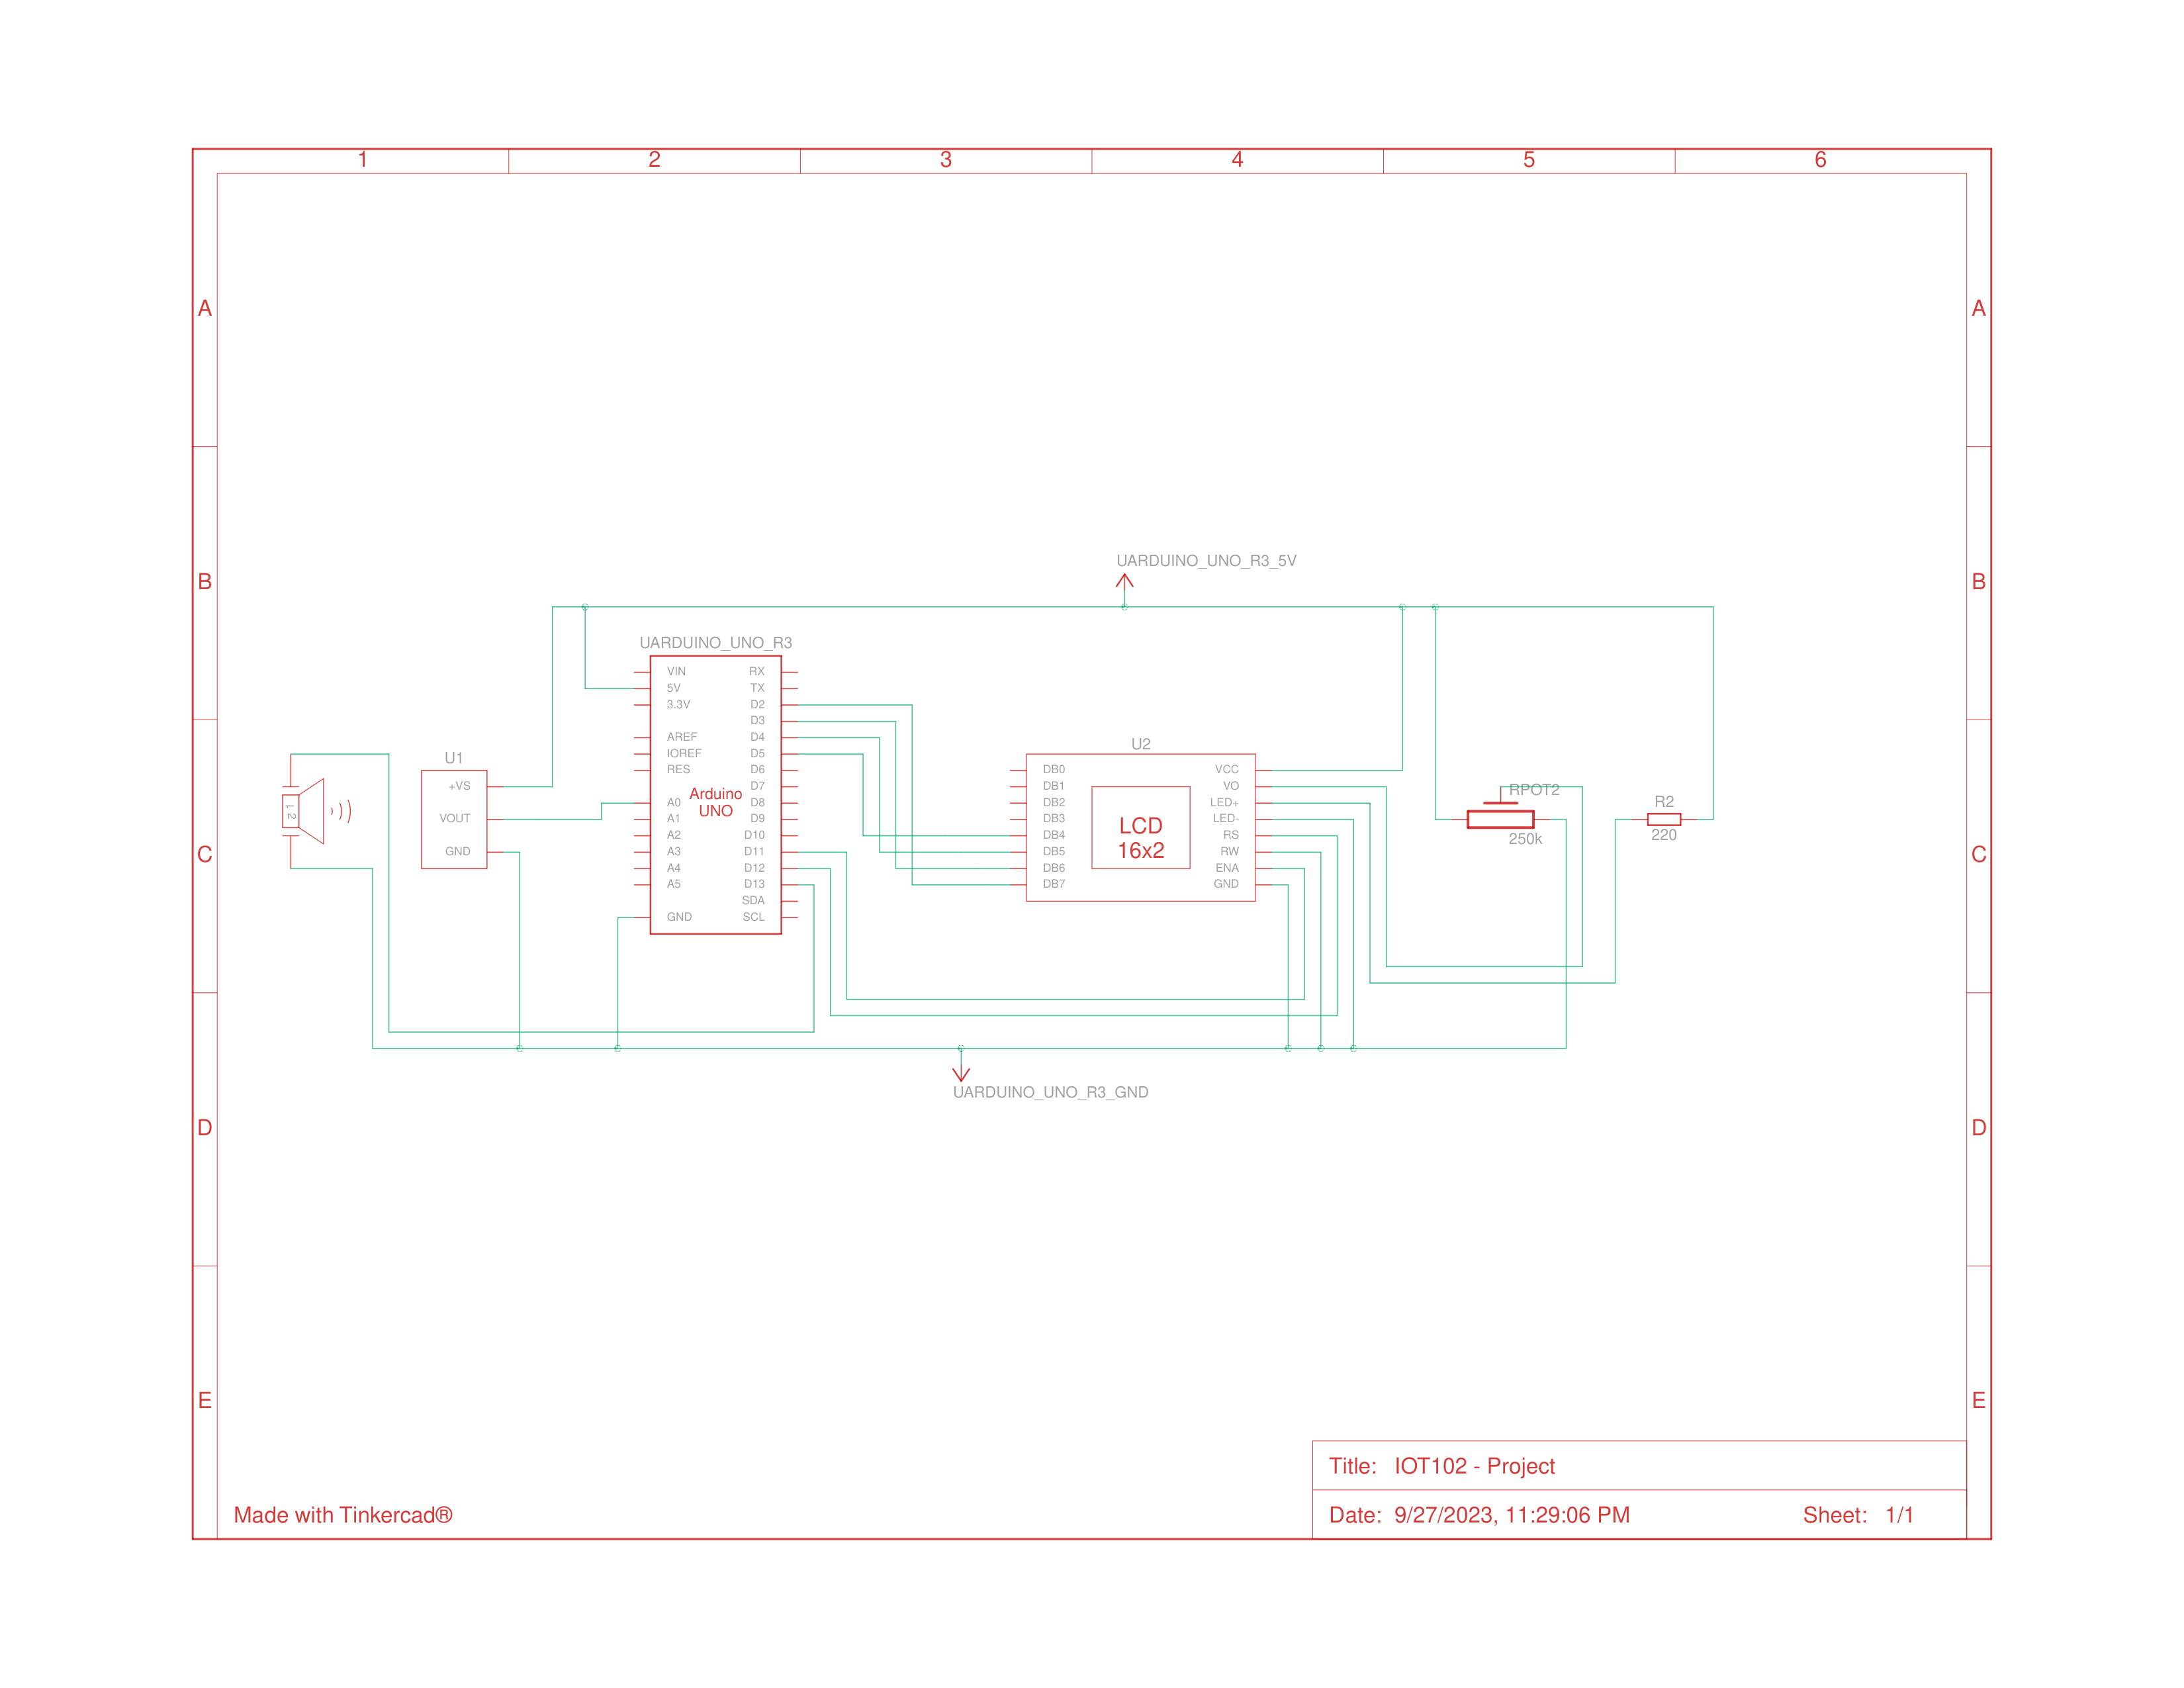 1 2 3 4 5 6
A A
B B
C C
D D
E E
UARDUINO_UNO_R3_5V
UARDUINO_UNO_R3
VIN RX
5V TX
3.3V D2
D3
AREF D4
IOREF D5
RES D6
D7
A0 D8
A1 D9
A2 D10
A3 D11
A4 D12
A5 D13
SDA
GND SCL
Arduino
UNO
1 2
U1
+VS
VOUT
GND
U2
DB0 VCC
DB1 VO
DB2 LED+
DB3 LED-
DB4 RS
DB5 RW
DB6 ENA
DB7 GND
LCD
16x2
RPOT2
250k
R2
220
UARDUINO_UNO_R3_GND
Title: IOT102 - Project
Date: 9/27/2023, 11:29:06 PM Sheet: 1/1
Made with Tinkercad®